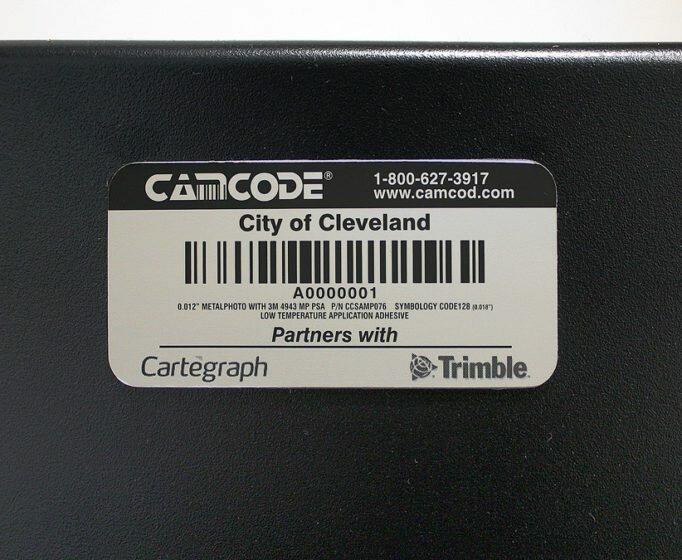 CAMCODE® 1-800-627-3917
www.camcod.com
City of Cleveland
A0000001
0.012" METALPHOTO WITH 3M 4943 MP PSA P/N CCSAMP076 SYMBOLOGY CODE128 (0.018")
LOW TEMPERATURE APPLICATION ADHESIVE
Partners with
Cartegraph Trimble